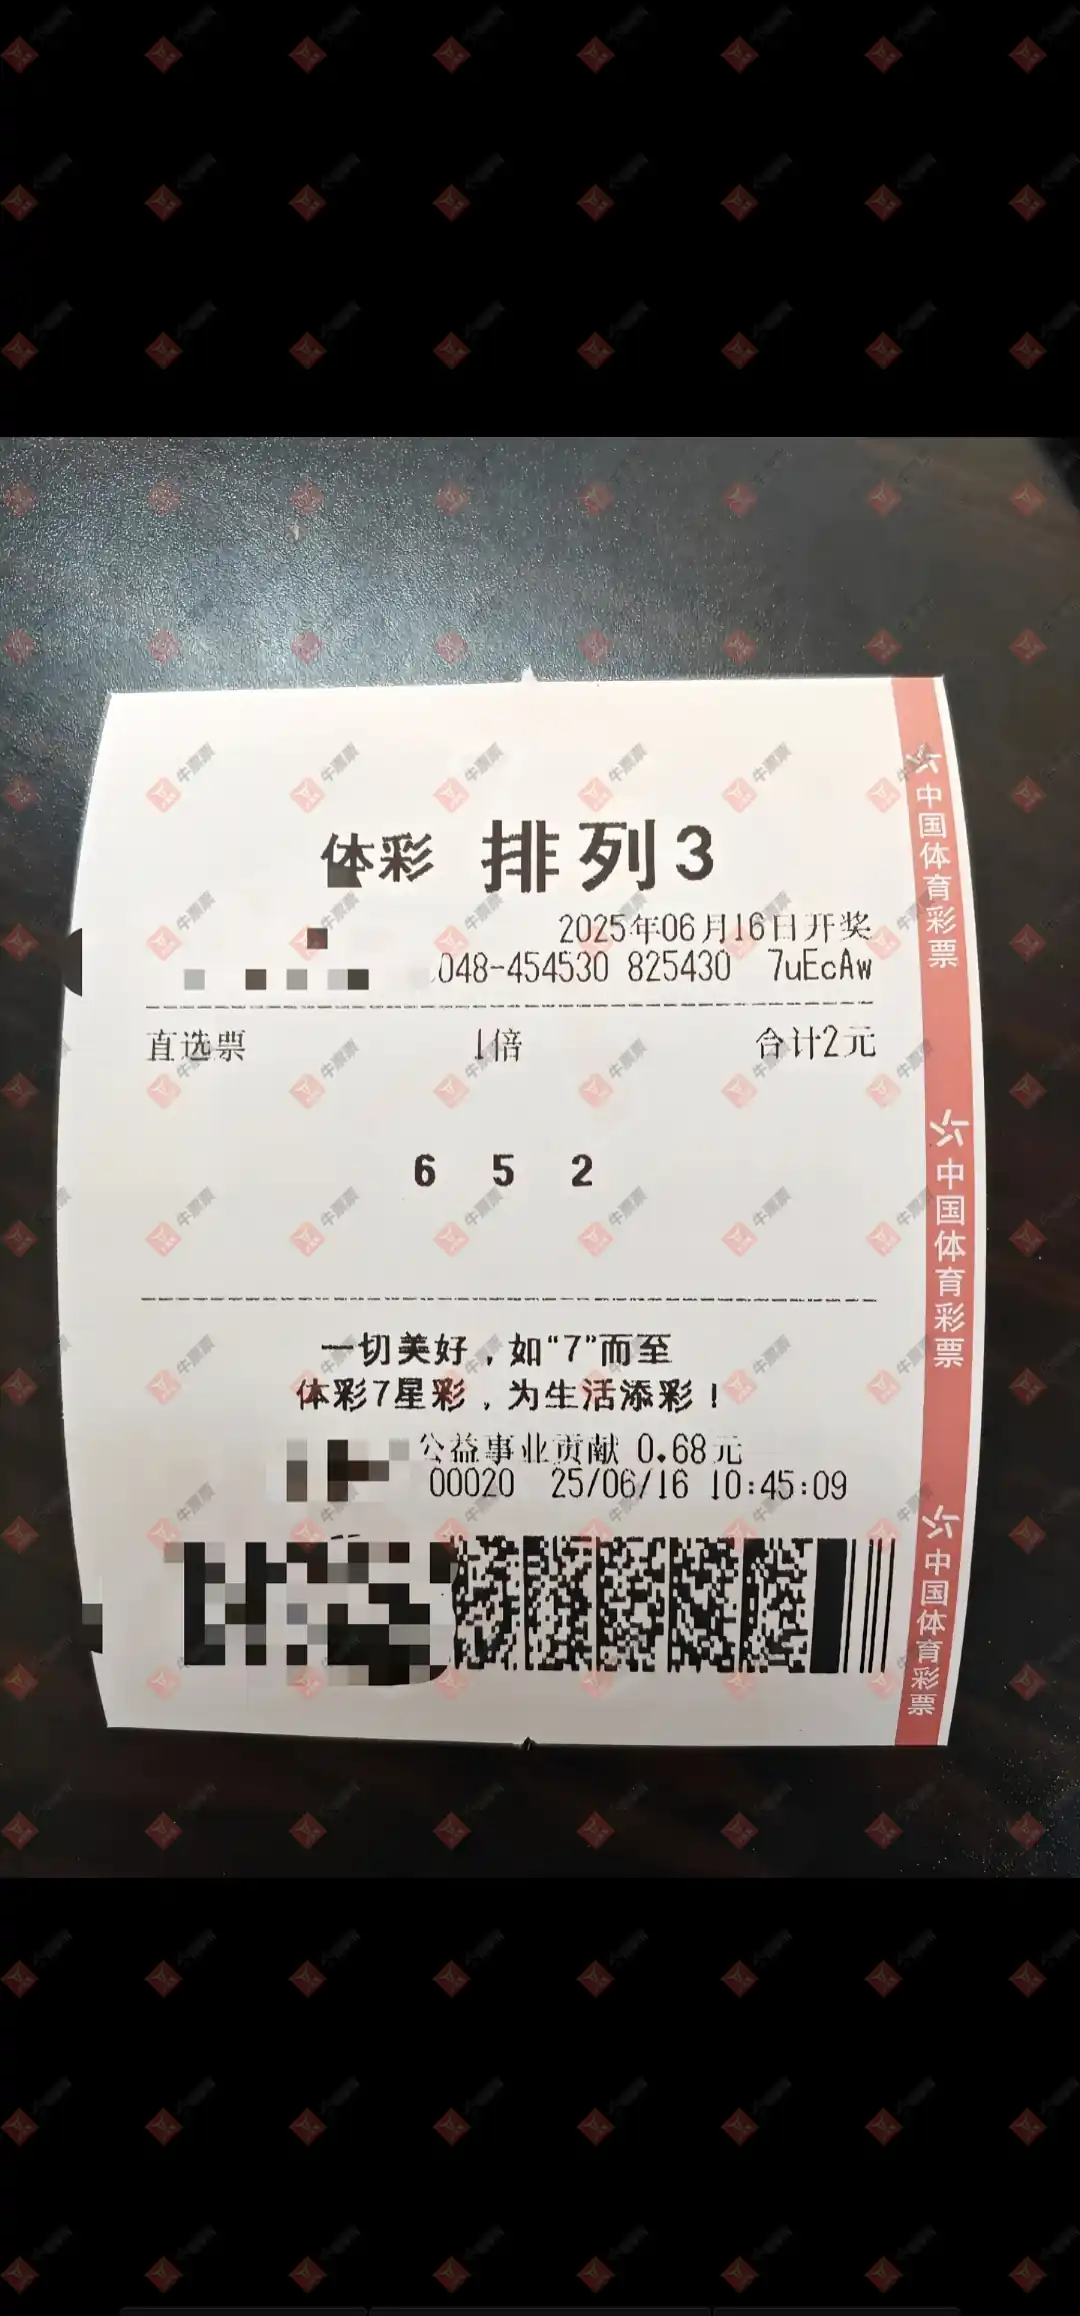 体彩 排列3
2025年06月16日开奖
048-454530 825430 7uEcAw
直选票 1倍 合计2元
6 5 2
一切美好，如“7”而至
体彩7星彩，为生活添彩！
公益事业贡献 0.68元
00020 25/06/16 10:45:09
中国体育彩票
中国体育彩票
中国体育彩票
牛票票